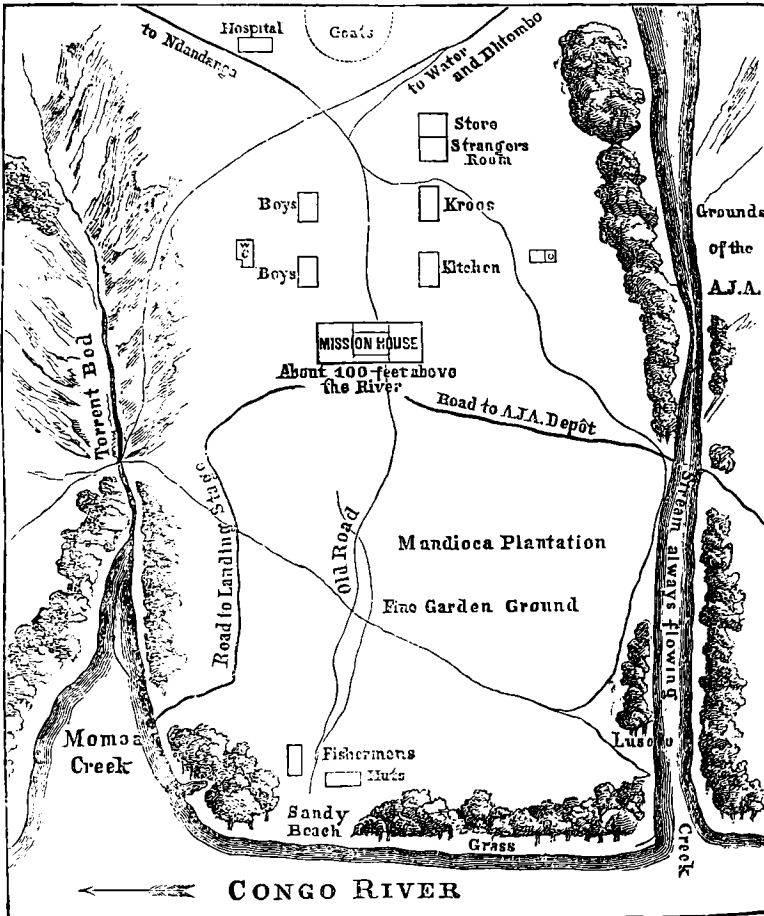 Hospital
Goats
to Ndandanga
to Water
and Dhtombo
Store
Strangers
Room
Boys
Kroos
Grounds
of the
A.J.A.
W
C
Boys
Kitchen
MISSION HOUSE
About 100 feet above
the River
Torrent Bed
Road to A.J.A. Depôt
Road to Landing Stage
Old Road
Mandioca Plantation
Fine Garden Ground
Stream always flowing
Creek
Creek
Fishermens
Huts
Sandy
Beach
Grass
CONGO RIVER